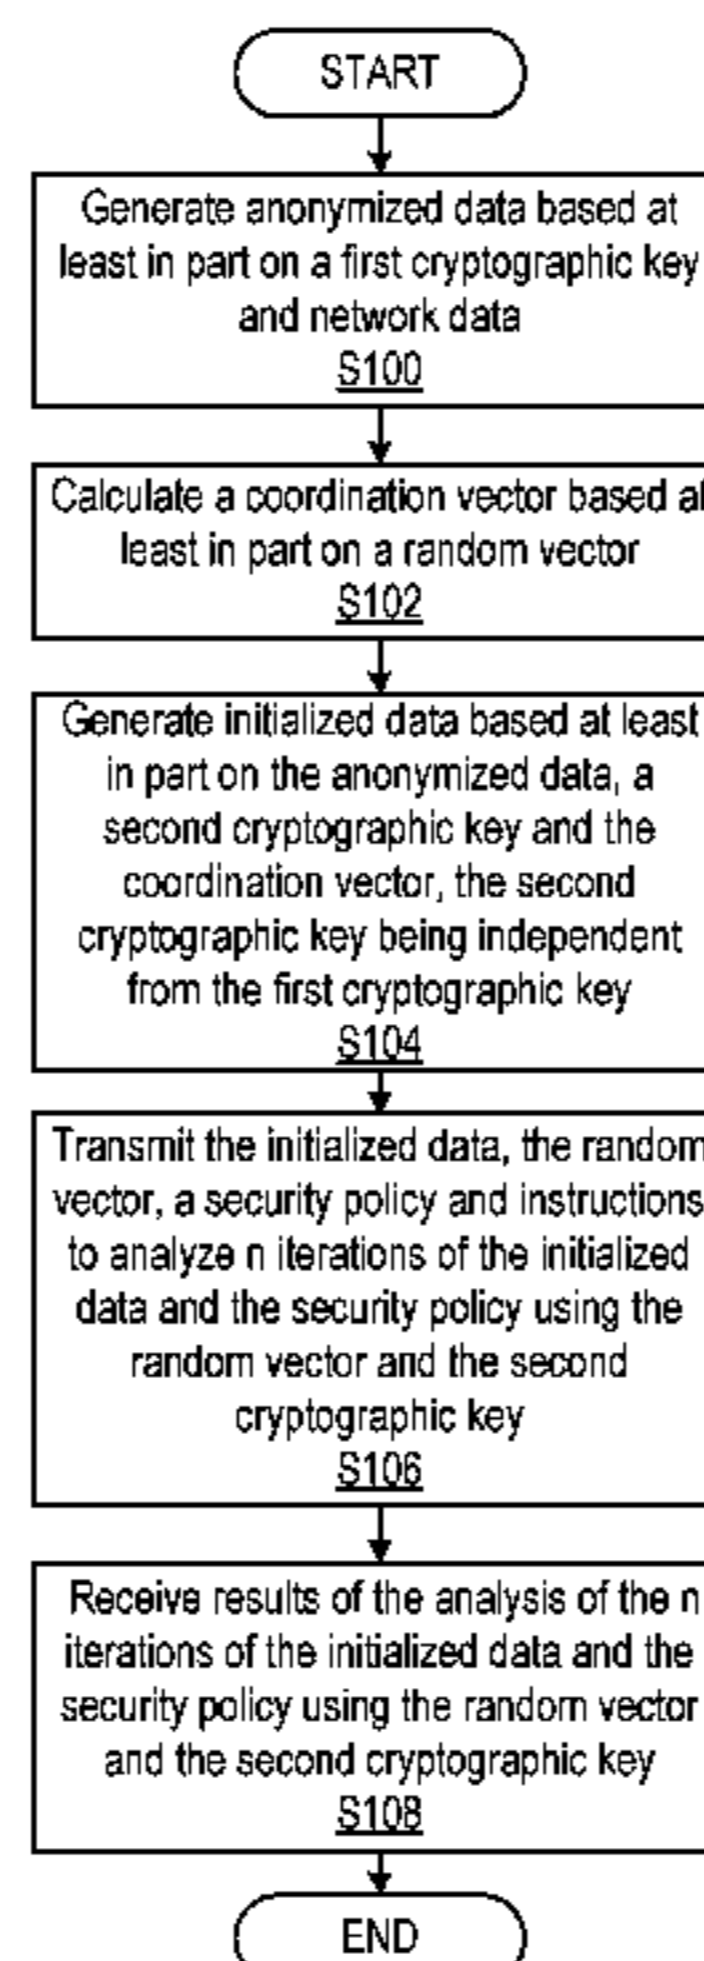 START
Generate anonymized data based at
least in part on a first cryptographic key
and network data
S100
Calculate a coordination vector based at
least in part on a random vector
S102
Generate initialized data based at least
in part on the anonymized data, a
second cryptographic key and the
coordination vector, the second
cryptographic key being independent
from the first cryptographic key
S104
Transmit the initialized data, the random
vector, a security policy and instructions
to analyze n iterations of the initialized
data and the security policy using the
random vector and the second
cryptographic key
S106
Receive results of the analysis of the n
iterations of the initialized data and the
security policy using the random vector
and the second cryptographic key
S108
END